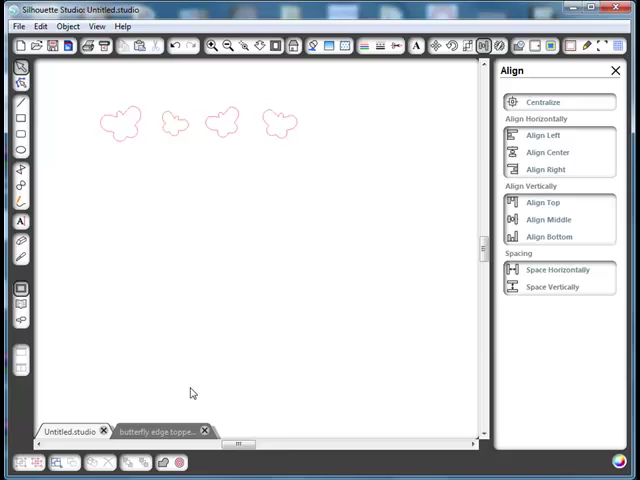 Silhouette Studio: Untitled.studio
File Edit Object View Help
A
Align
Centralize
Align Horizontally
Align Left
Align Center
Align Right
Align Vertically
Align Top
Align Middle
Align Bottom
Spacing
Space Horizontally
Space Vertically
A
Untitled.studio
butterfly edge toppe...